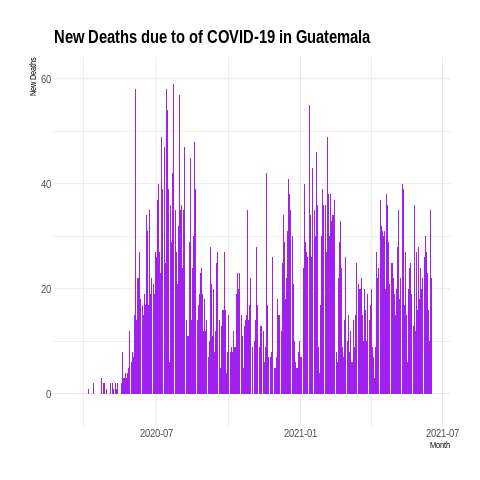 New Deaths due to of COVID-19 in Guatemala
New Deaths
60
40
20
0
2020-07
2021-01
2021-07
Month